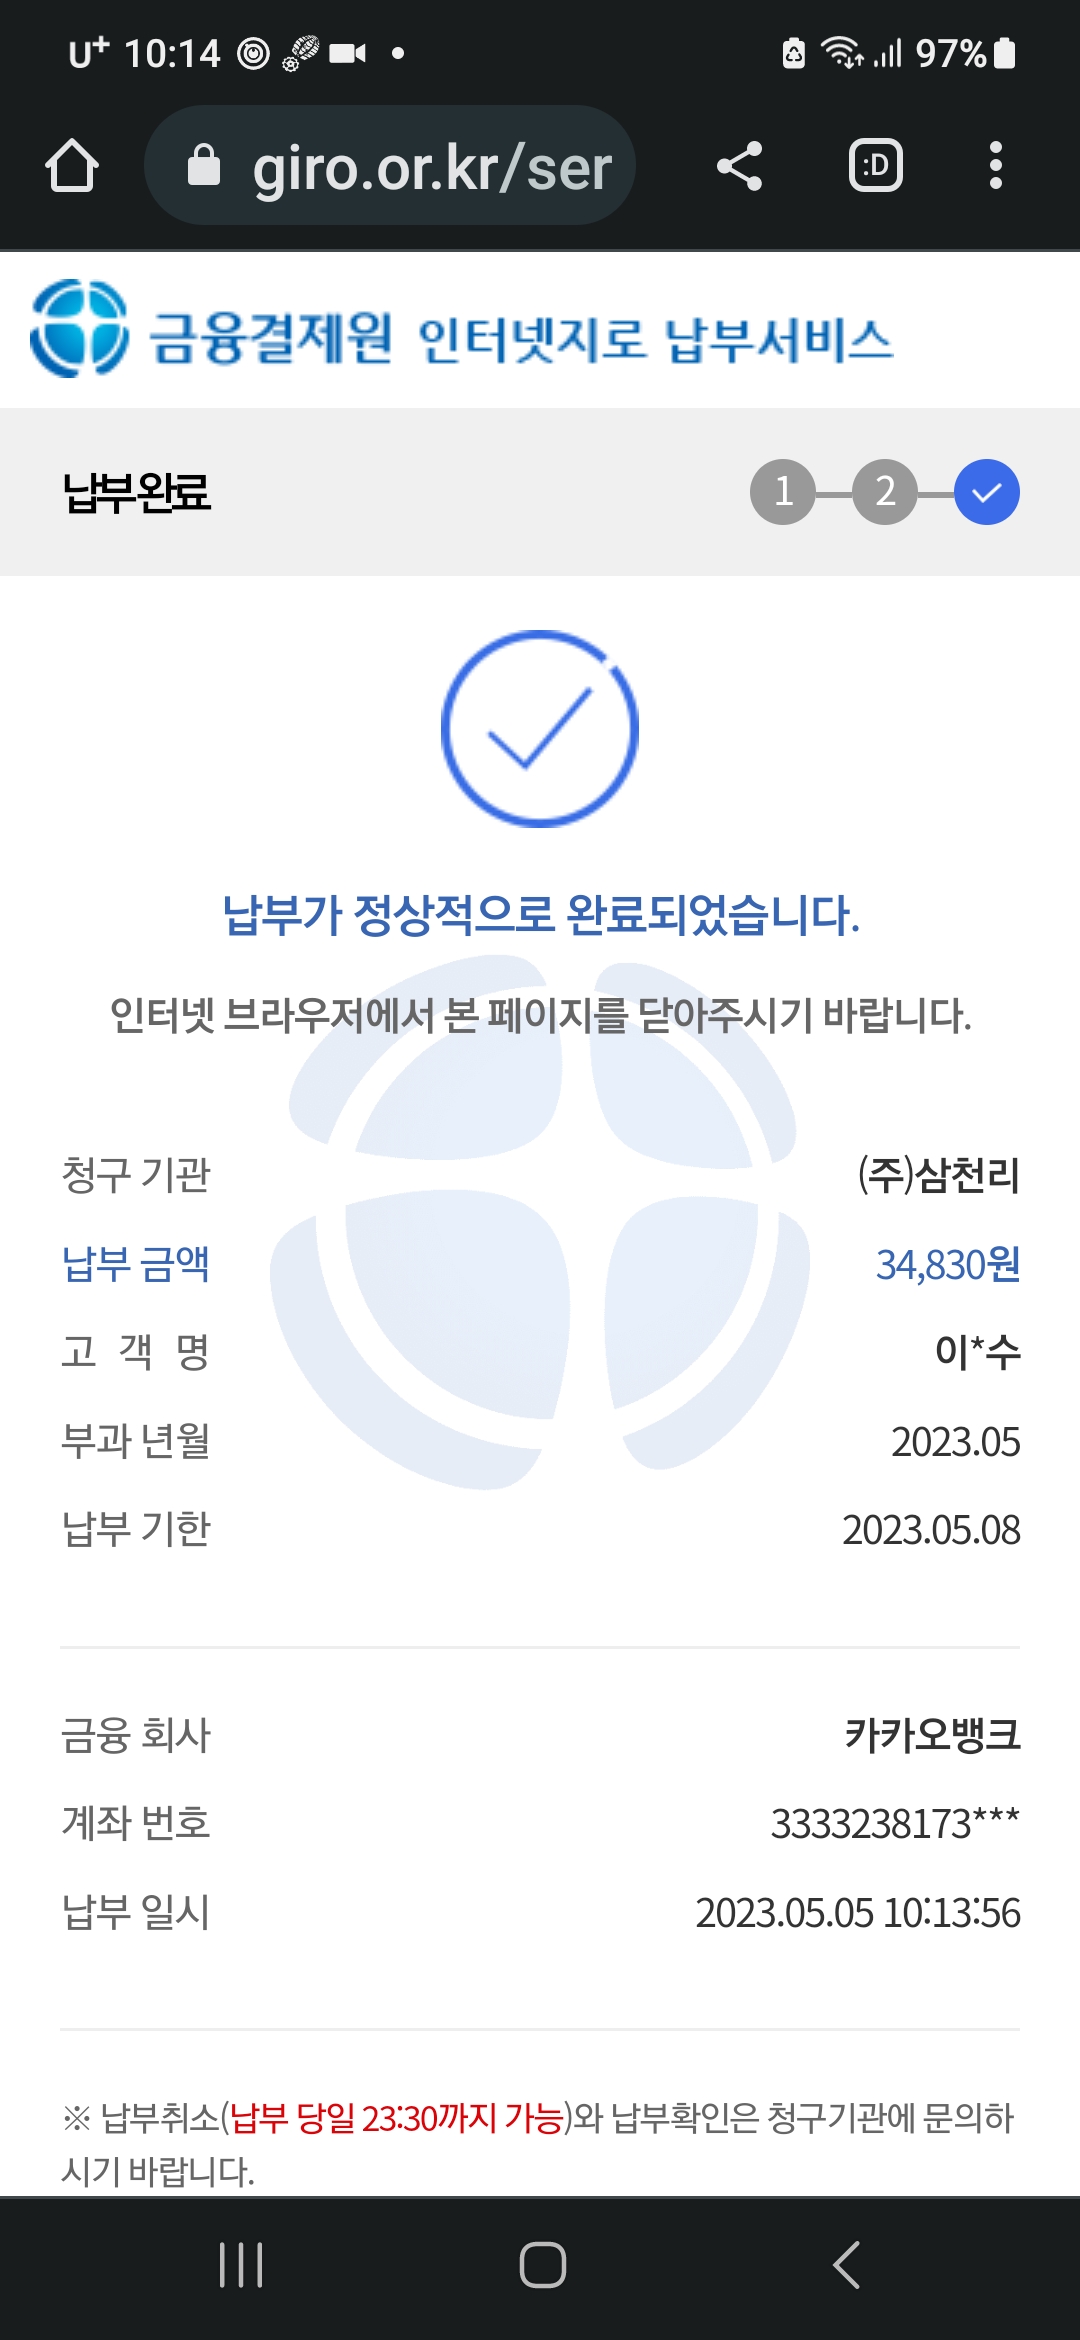 U+ 10:14 97%
giro.or.kr/ser :D
금융결제원 인터넷지로 납부서비스
납부완료 1 2
납부가 정상적으로 완료되었습니다.
인터넷 브라우저에서 본 페이지를 닫아주시기 바랍니다.
청구 기관 (주)삼천리
납부 금액 34,830원
고 객 명 이*수
부과 년월 2023.05
납부 기한 2023.05.08
금융 회사 카카오뱅크
계좌 번호 3333238173***
납부 일시 2023.05.05 10:13:56
※ 납부취소(납부 당일 23:30까지 가능)와 납부확인은 청구기관에 문의하
시기 바랍니다.